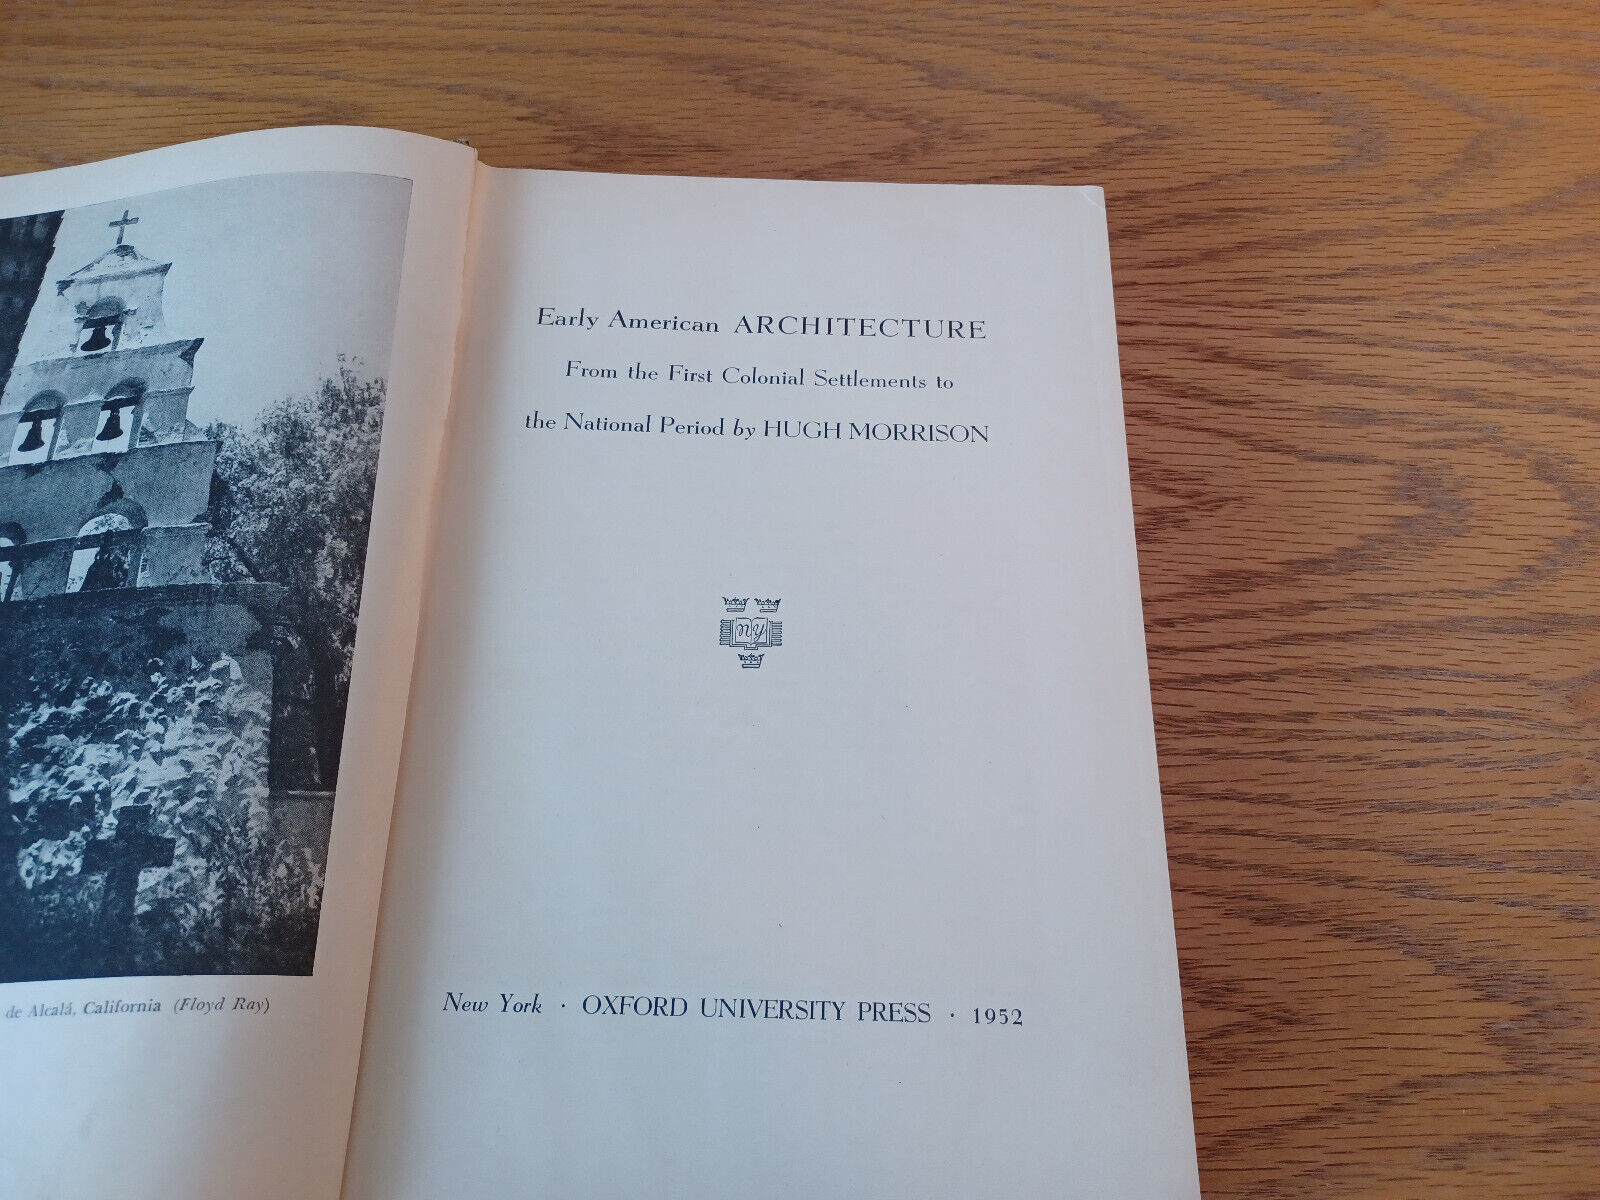 de Alcalá, California (Floyd Ray)
Early American ARCHITECTURE
From the First Colonial Settlements to
the National Period by HUGH MORRISON
NY
New York · OXFORD UNIVERSITY PRESS · 1952